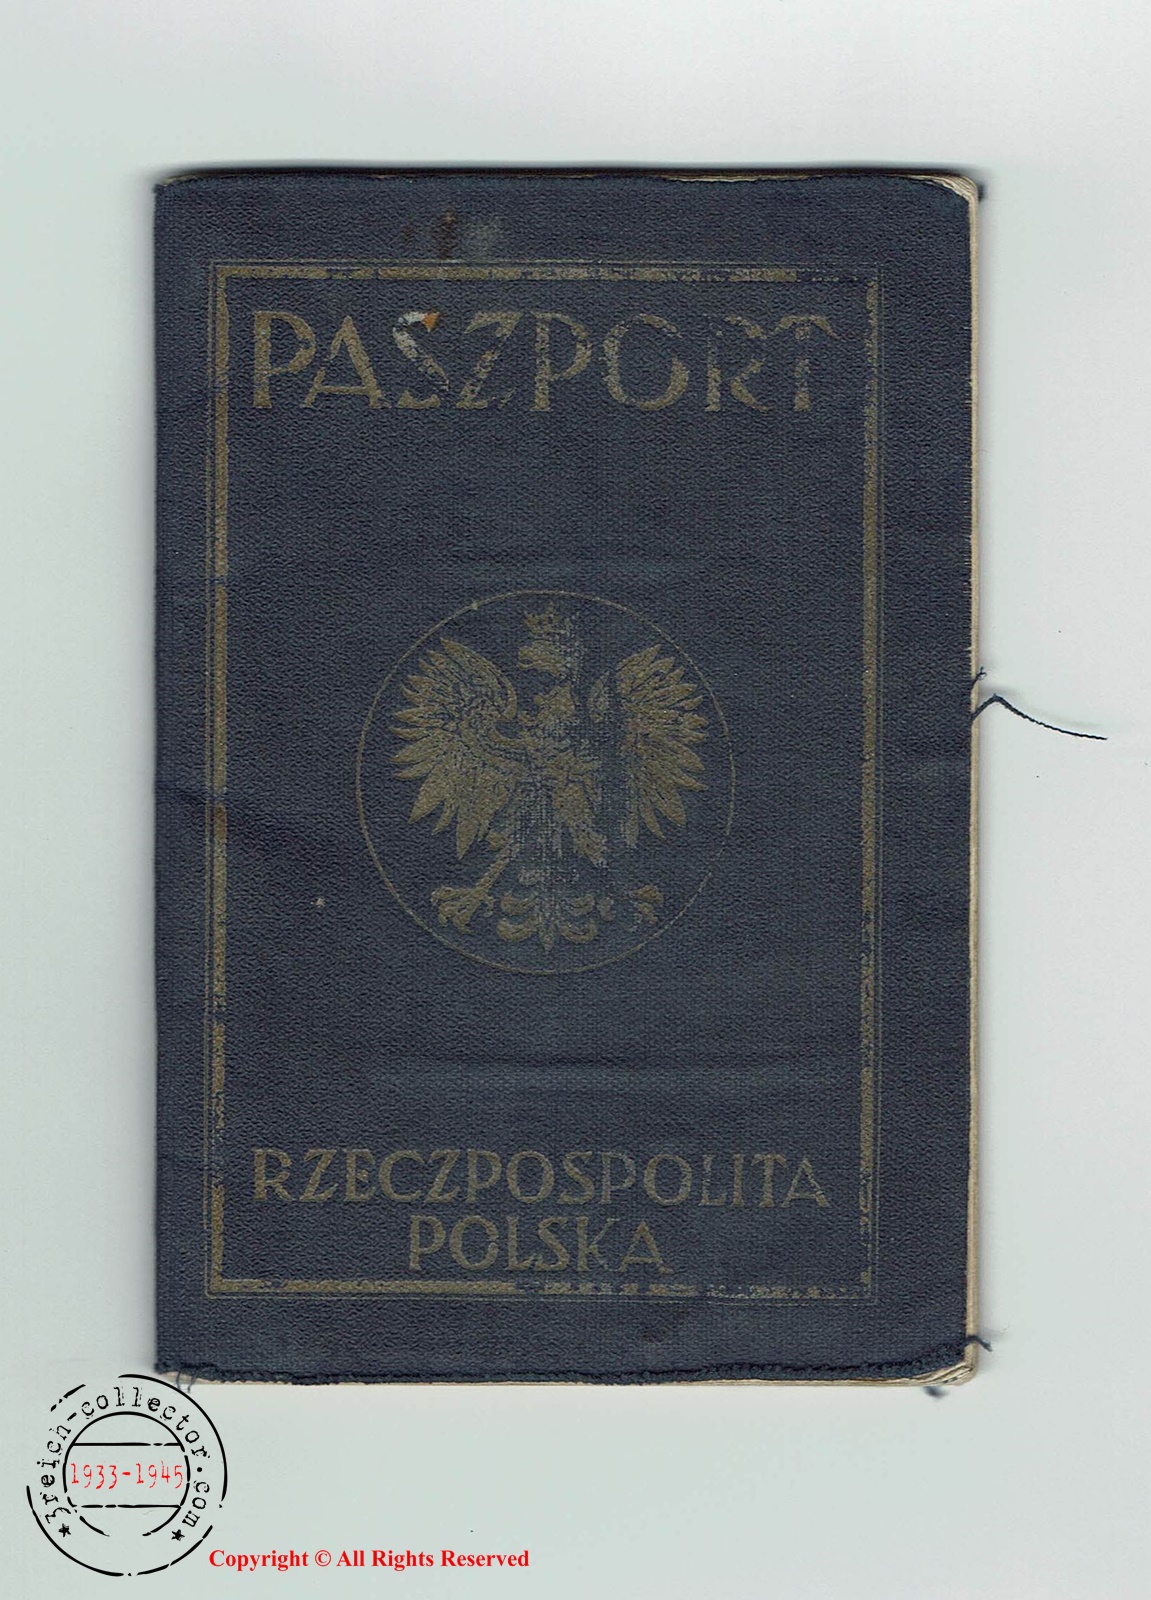 PASZPORT
RZECZPOSPOLITA
POLSKA
3reich-collector.com
1933-1945
Copyright © All Rights Reserved